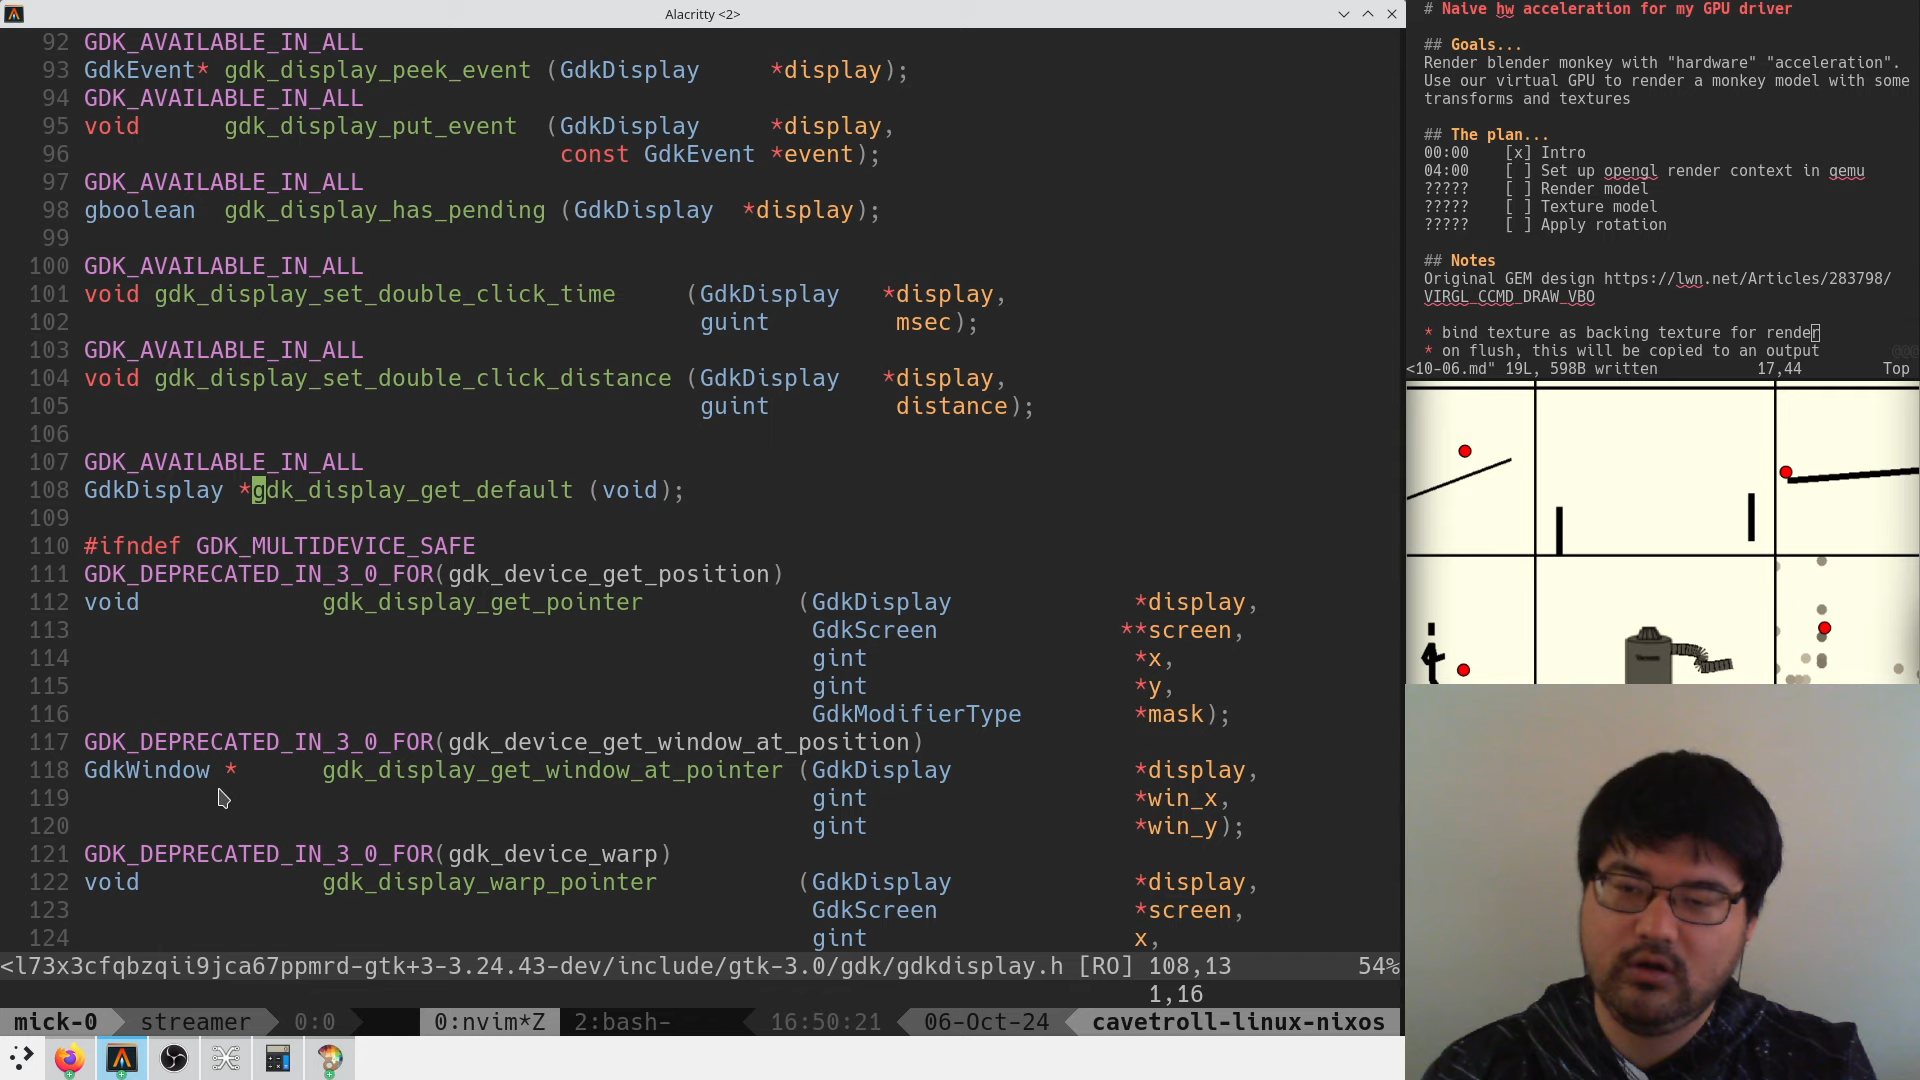 Alacritty <2>
92 GDK_AVAILABLE_IN_ALL
93 GdkEvent* gdk_display_peek_event (GdkDisplay     *display);
94 GDK_AVAILABLE_IN_ALL
95 void      gdk_display_put_event  (GdkDisplay     *display,
96                                   const GdkEvent *event);
97 GDK_AVAILABLE_IN_ALL
98 gboolean  gdk_display_has_pending (GdkDisplay  *display);
99
100 GDK_AVAILABLE_IN_ALL
101 void gdk_display_set_double_click_time     (GdkDisplay   *display,
102                                             guint         msec);
103 GDK_AVAILABLE_IN_ALL
104 void gdk_display_set_double_click_distance (GdkDisplay   *display,
105                                             guint         distance);
106
107 GDK_AVAILABLE_IN_ALL
108 GdkDisplay *gdk_display_get_default (void);
109
110 #ifndef GDK_MULTIDEVICE_SAFE
111 GDK_DEPRECATED_IN_3_0_FOR(gdk_device_get_position)
112 void             gdk_display_get_pointer           (GdkDisplay             *display,
113                                                     GdkScreen             **screen,
114                                                     gint                   *x,
115                                                     gint                   *y,
116                                                     GdkModifierType        *mask);
117 GDK_DEPRECATED_IN_3_0_FOR(gdk_device_get_window_at_position)
118 GdkWindow *      gdk_display_get_window_at_pointer (GdkDisplay             *display,
119                                                     gint                   *win_x,
120                                                     gint                   *win_y);
121 GDK_DEPRECATED_IN_3_0_FOR(gdk_device_warp)
122 void             gdk_display_warp_pointer          (GdkDisplay             *display,
123                                                     GdkScreen              *screen,
124                                                     gint                   x,
<l73x3cfqbzqii9jca67ppmrd-gtk+3-3.24.43-dev/include/gtk-3.0/gdk/gdkdisplay.h [RO] 108,13 54%
1,16
mick-0 streamer 0:0 0:nvim*Z 2:bash- 16:50:21 06-Oct-24 cavetroll-linux-nixos
# Naive hw acceleration for my GPU driver
## Goals...
Render blender monkey with "hardware" "acceleration".
Use our virtual GPU to render a monkey model with some
transforms and textures
## The plan...
00:00    [x] Intro
04:00    [ ] Set up opengl render context in qemu
?????    [ ] Render model
?????    [ ] Texture model
?????    [ ] Apply rotation
## Notes
Original GEM design https://lwn.net/Articles/283798/
VIRGL_CCMD_DRAW_VBO
* bind texture as backing texture for render
* on flush, this will be copied to an output
<10-06.md" 19L, 598B written 17,44 Top